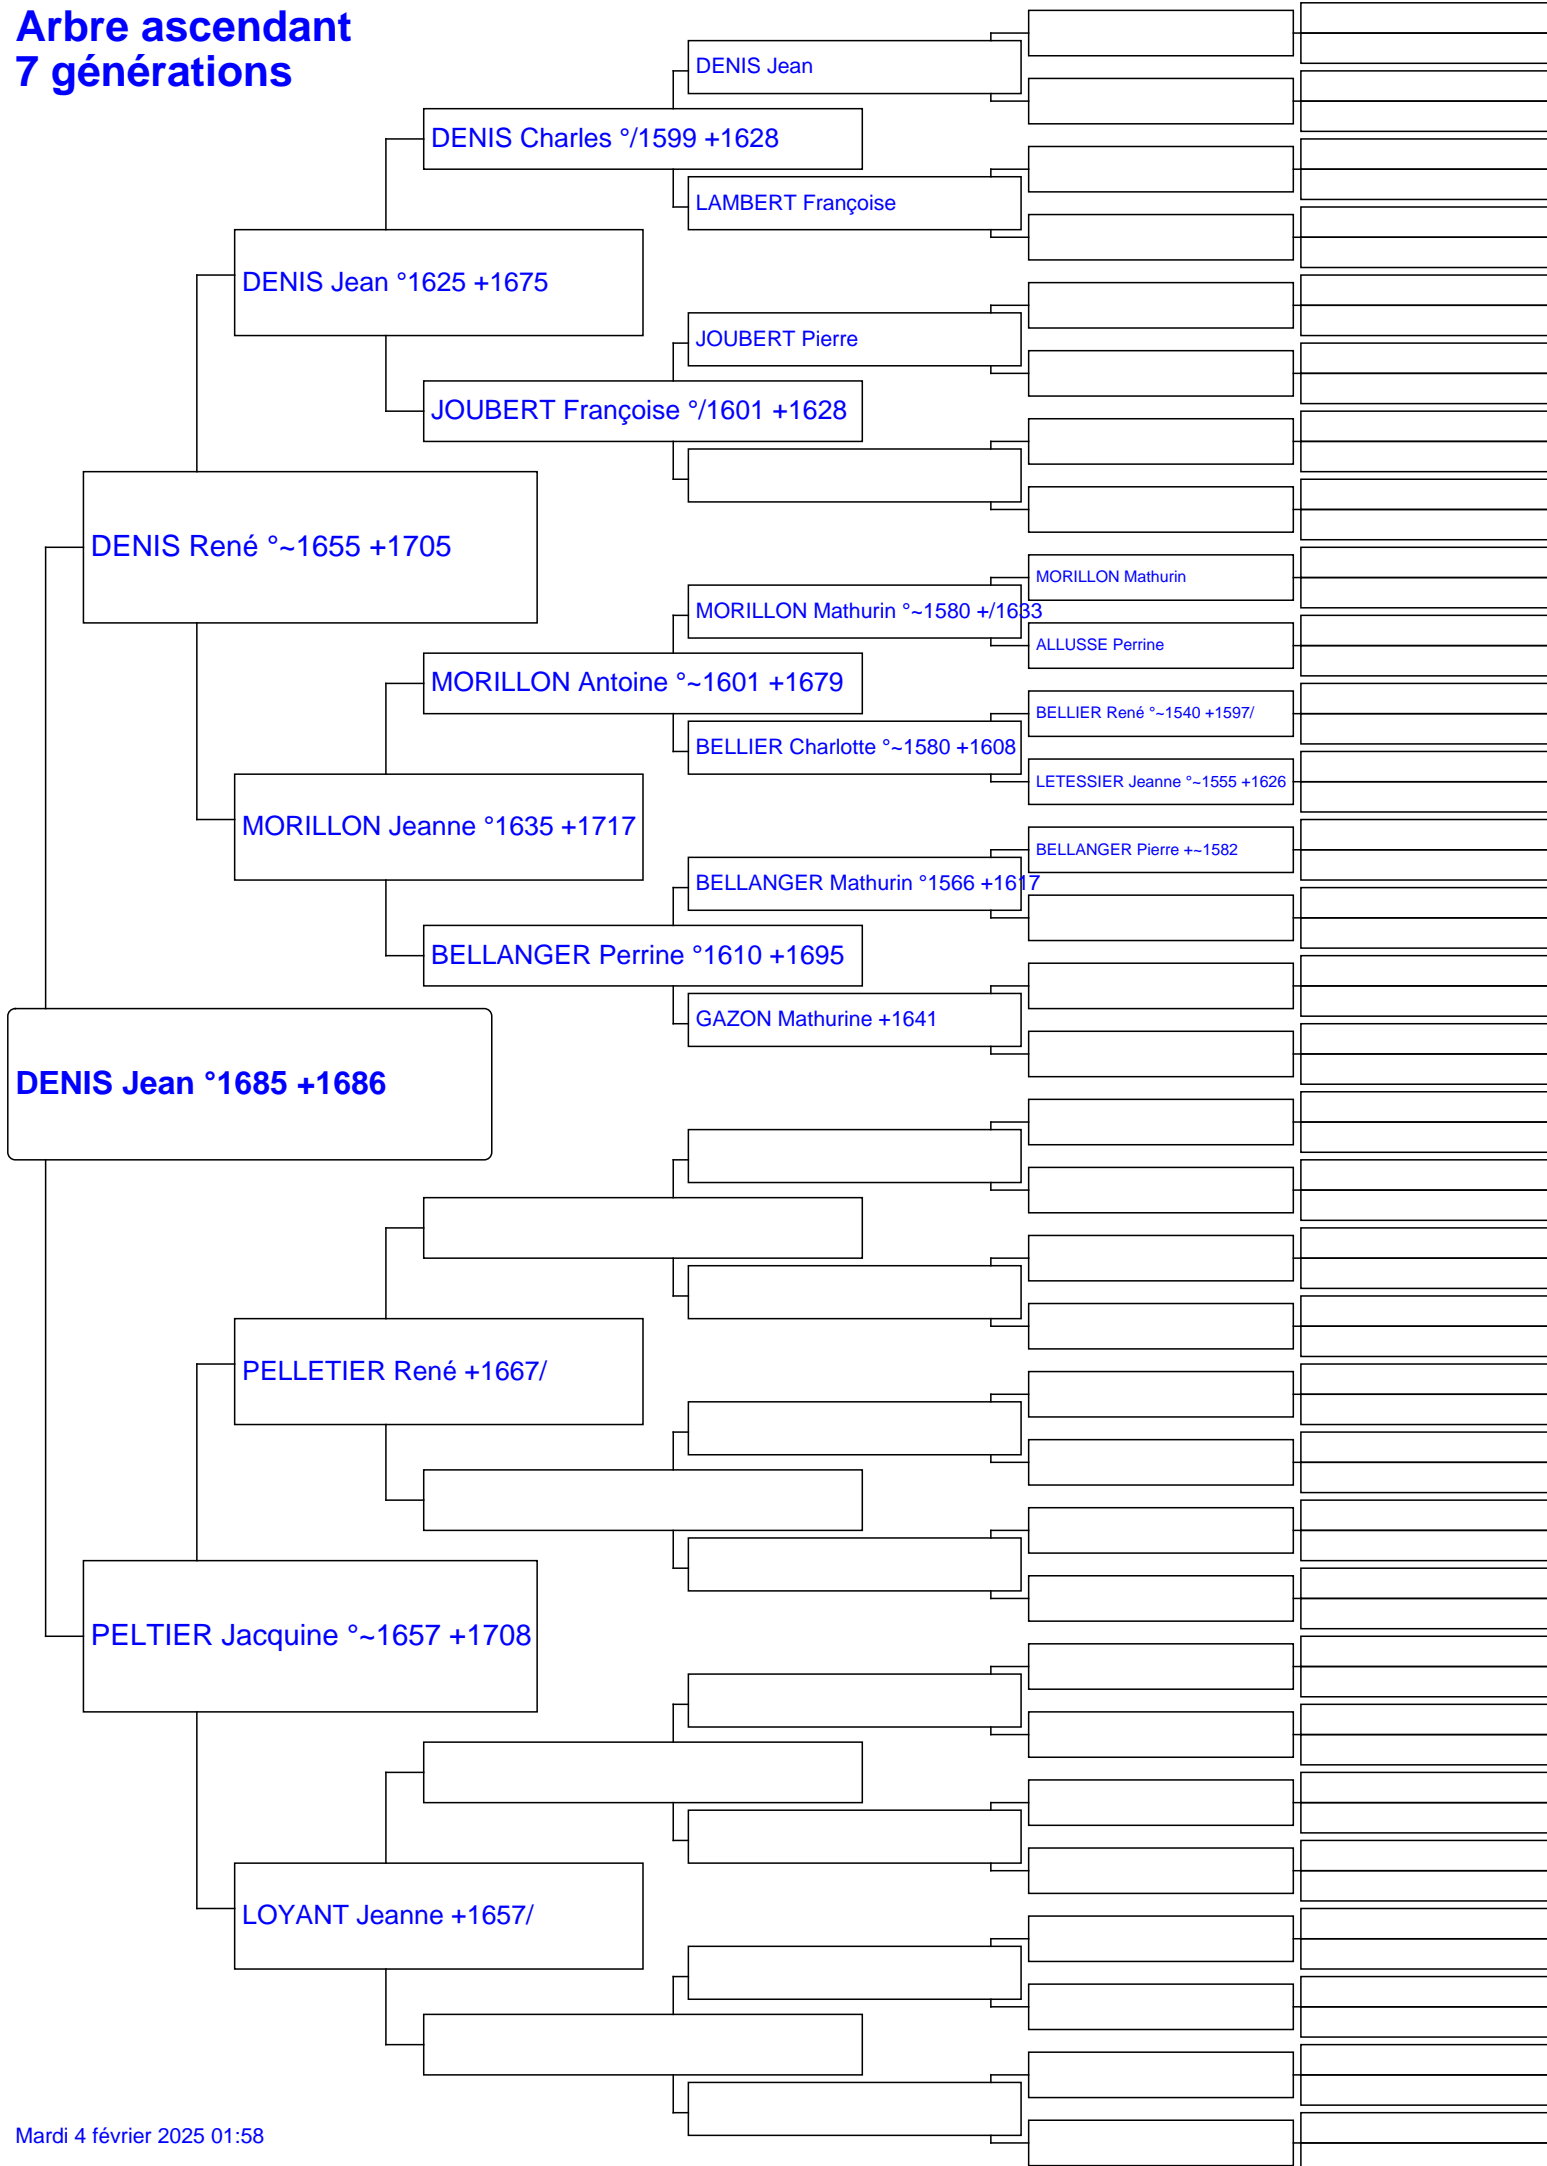 Arbre ascendant
7 générations
DENIS Jean
DENIS Charles °/1599 +1628
LAMBERT Françoise
DENIS Jean °1625 +1675
JOUBERT Pierre
JOUBERT Françoise °/1601 +1628
DENIS René °~1655 +1705
MORILLON Mathurin
MORILLON Mathurin °~1580 +/1633
ALLUSSE Perrine
MORILLON Antoine °~1601 +1679
BELLIER René °~1540 +1597/
BELLIER Charlotte °~1580 +1608
LETESSIER Jeanne °~1555 +1626
MORILLON Jeanne °1635 +1717
BELLANGER Pierre +~1582
BELLANGER Mathurin °1566 +1617
BELLANGER Perrine °1610 +1695
GAZON Mathurine +1641
DENIS Jean °1685 +1686
PELLETIER René +1667/
PELTIER Jacquine °~1657 +1708
LOYANT Jeanne +1657/
Mardi 4 février 2025 01:58